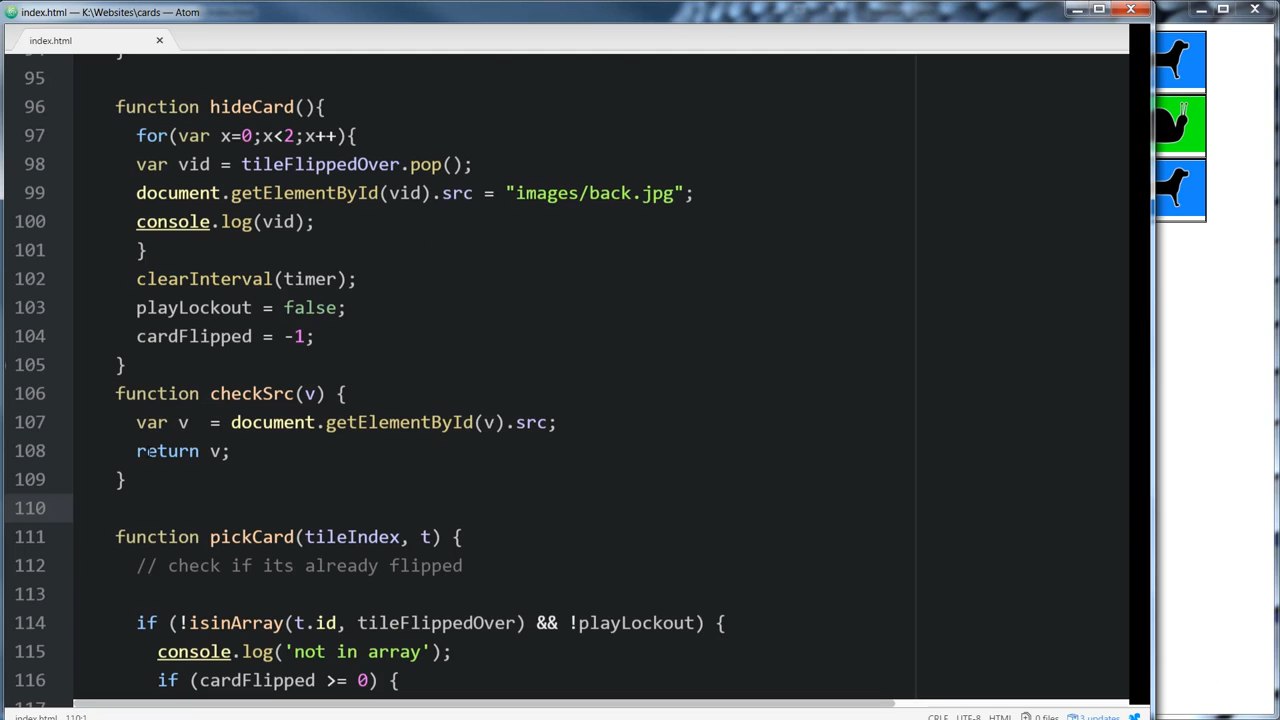 index.html — K:\Websites\cards — Atom
index.html
95
96 function hideCard(){
97 for(var x=0;x<2;x++){
98 var vid = tileFlippedOver.pop();
99 document.getElementById(vid).src = "images/back.jpg";
100 console.log(vid);
101 }
102 clearInterval(timer);
103 playLockout = false;
104 cardFlipped = -1;
105 }
106 function checkSrc(v) {
107 var v  = document.getElementById(v).src;
108 return v;
109 }
110
111 function pickCard(tileIndex, t) {
112 // check if its already flipped
113
114 if (!isinArray(t.id, tileFlippedOver) && !playLockout) {
115 console.log('not in array');
116 if (cardFlipped >= 0) {
index.html 110:1 CRLF UTF-8 HTML 0 files 3 updates